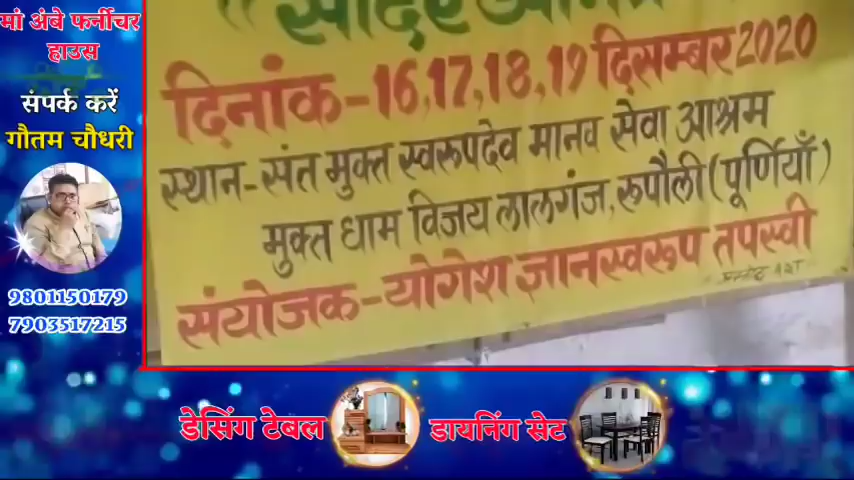 मां अंबे फर्नीचर
हाउस
संपर्क करें
गौतम चौधरी
9801150179
7903517215
दिनांक-16,17,18,19 दिसम्बर 2020
स्थान-संत मुक्त स्वरूपदेव मानव सेवा आश्रम
मुक्त धाम विजय लालगंज, रूपौली (पूर्णियाँ)
संयोजक-योगेश ज्ञानस्वरूप तपस्वी
डेसिंग टेबल
डायनिंग सेट